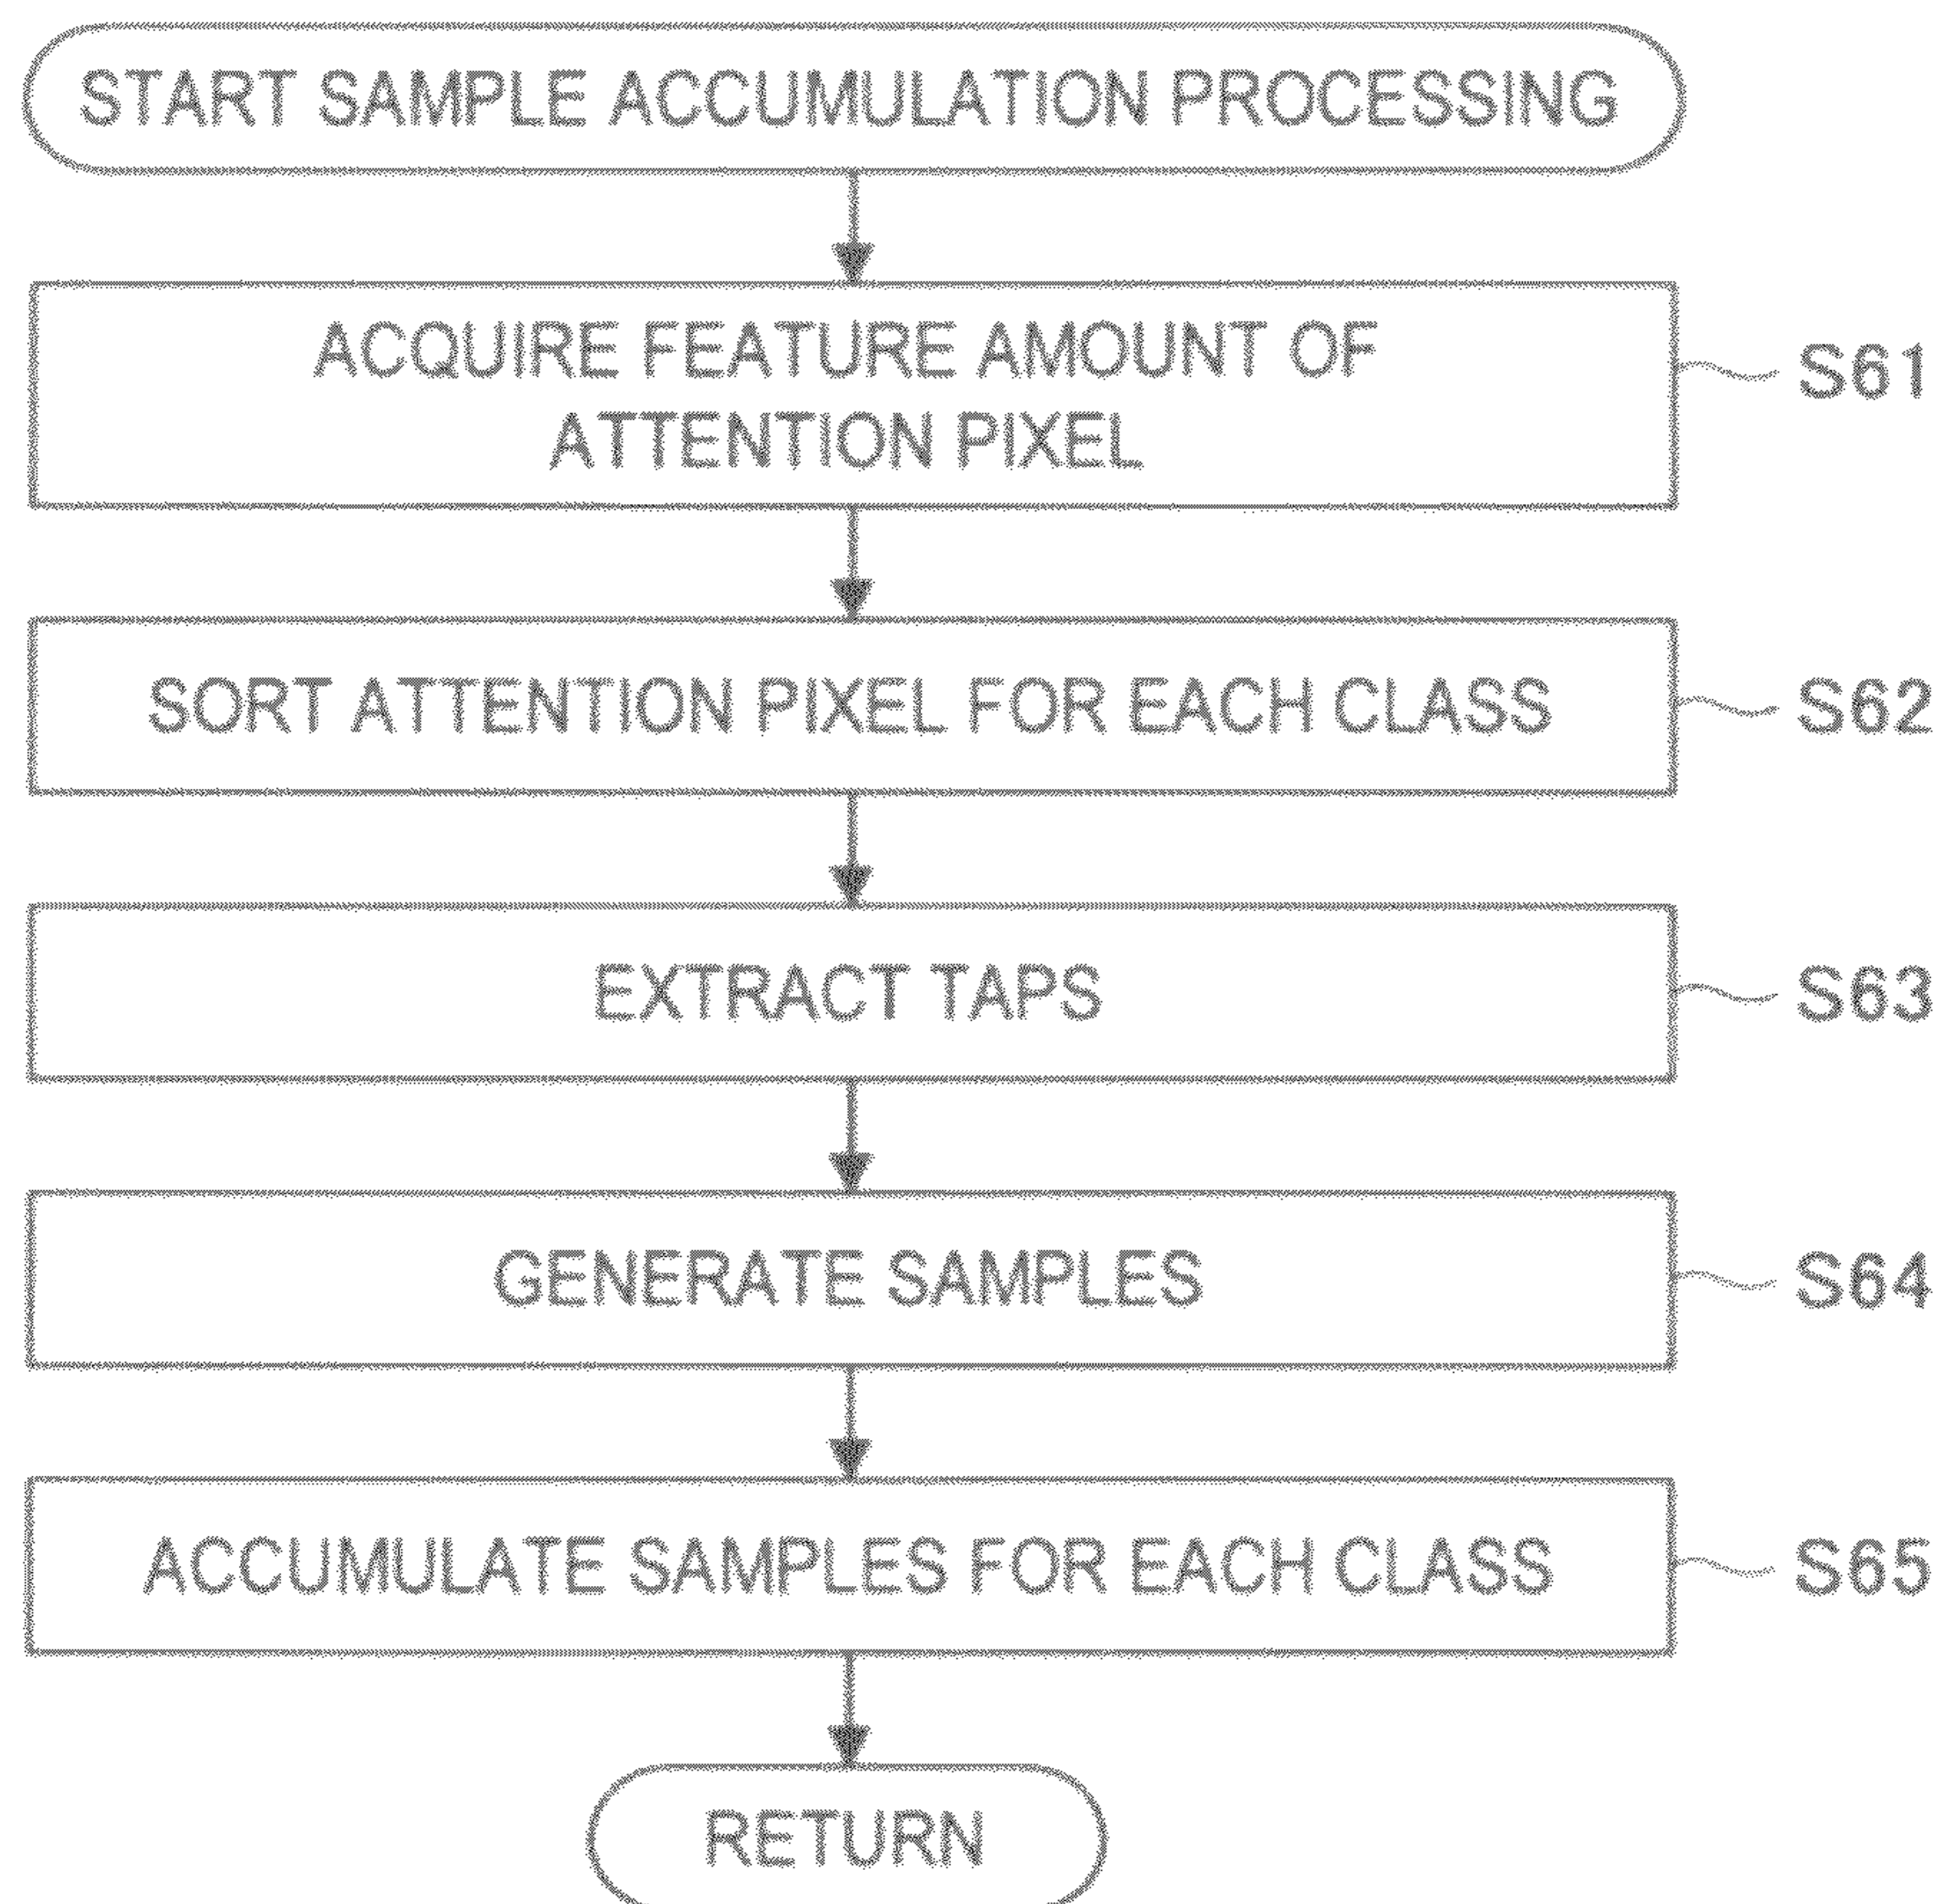 START SAMPLE ACCUMULATION PROCESSING
ACQUIRE FEATURE AMOUNT OF
ATTENTION PIXEL
S61
SORT ATTENTION PIXEL FOR EACH CLASS
S62
EXTRACT TAPS
S63
GENERATE SAMPLES
S64
ACCUMULATE SAMPLES FOR EACH CLASS
S65
RETURN